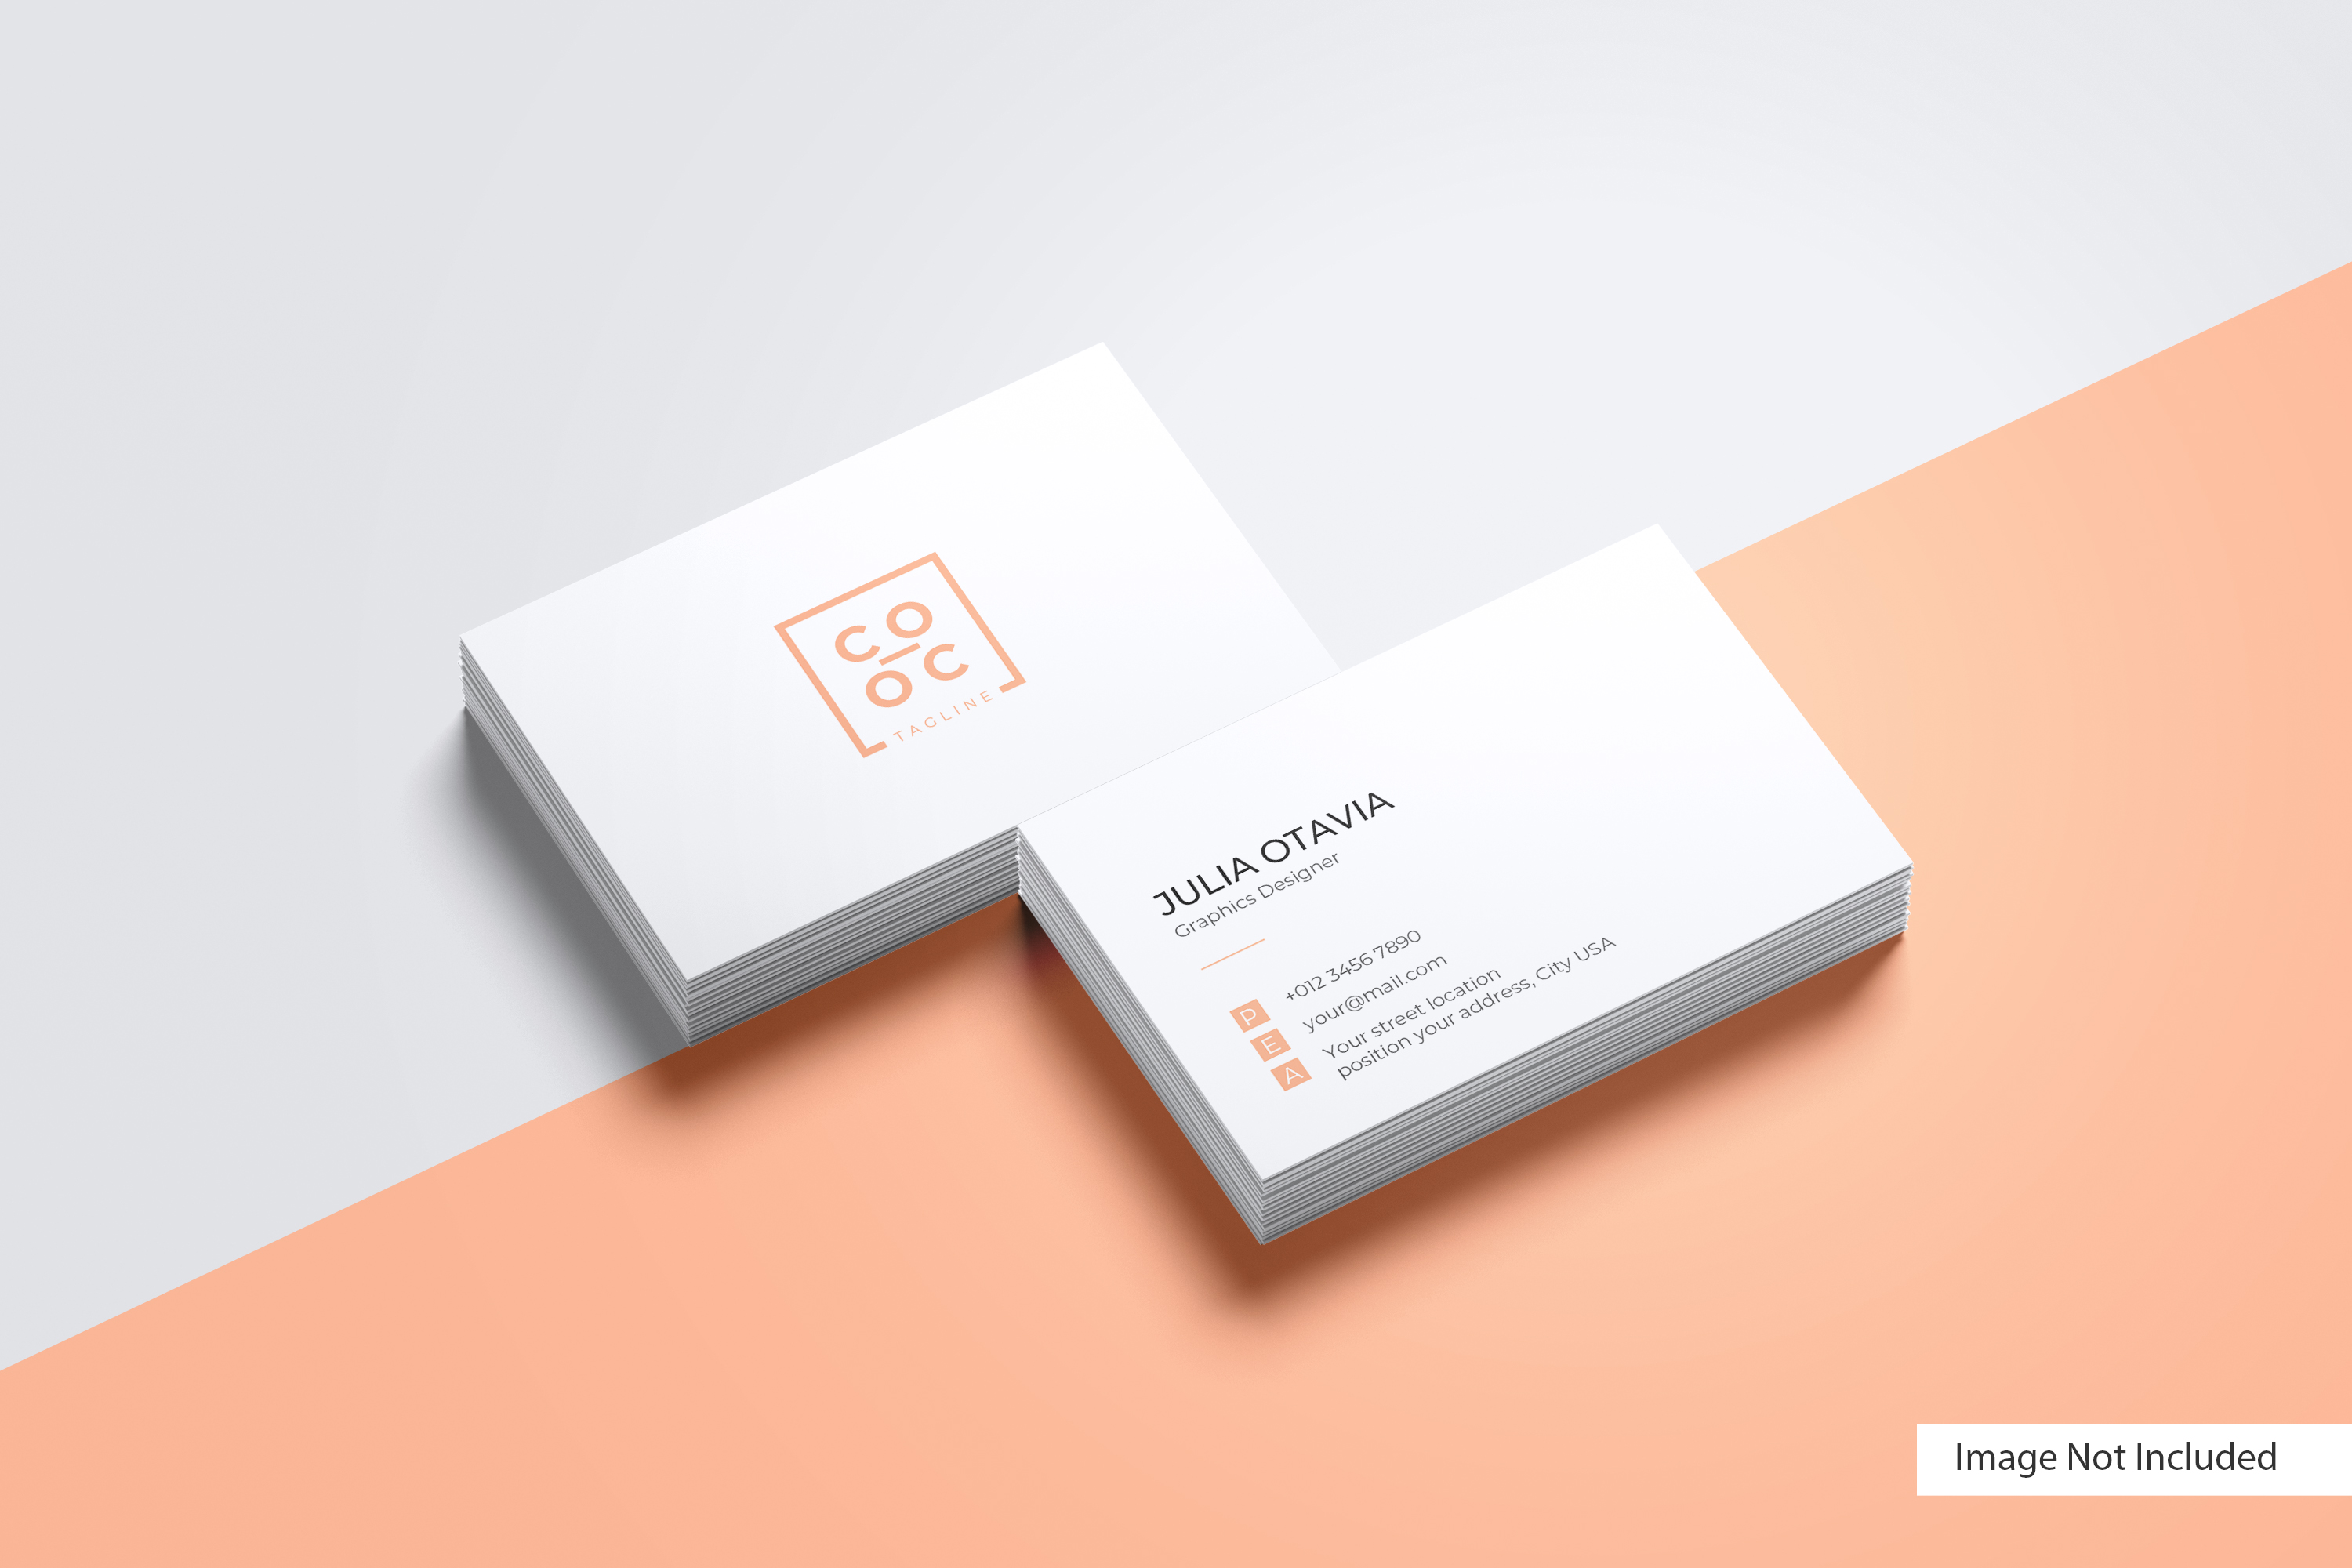 CO
OC
TAGLINE
JULIA OTAVIA
Graphics Designer
P +012 3456 7890
E your@mail.com
A Your street location
position your address, City USA
Image Not Included